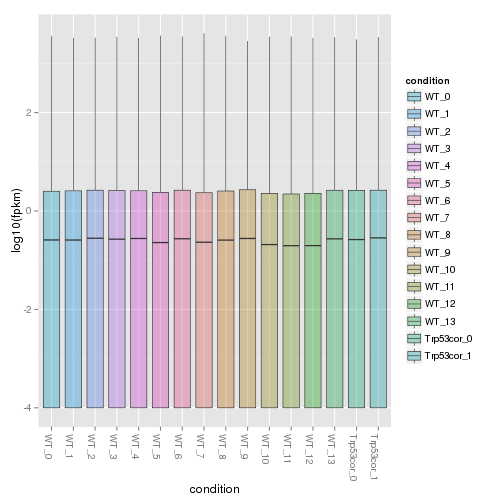 log10(fpkm)
2
0
-2
-4
WT_0
WT_1
WT_2
WT_3
WT_4
WT_5
WT_6
WT_7
WT_8
WT_9
WT_10
WT_11
WT_12
WT_13
Trp53cor_0
Trp53cor_1
condition
condition
WT_0
WT_1
WT_2
WT_3
WT_4
WT_5
WT_6
WT_7
WT_8
WT_9
WT_10
WT_11
WT_12
WT_13
Trp53cor_0
Trp53cor_1